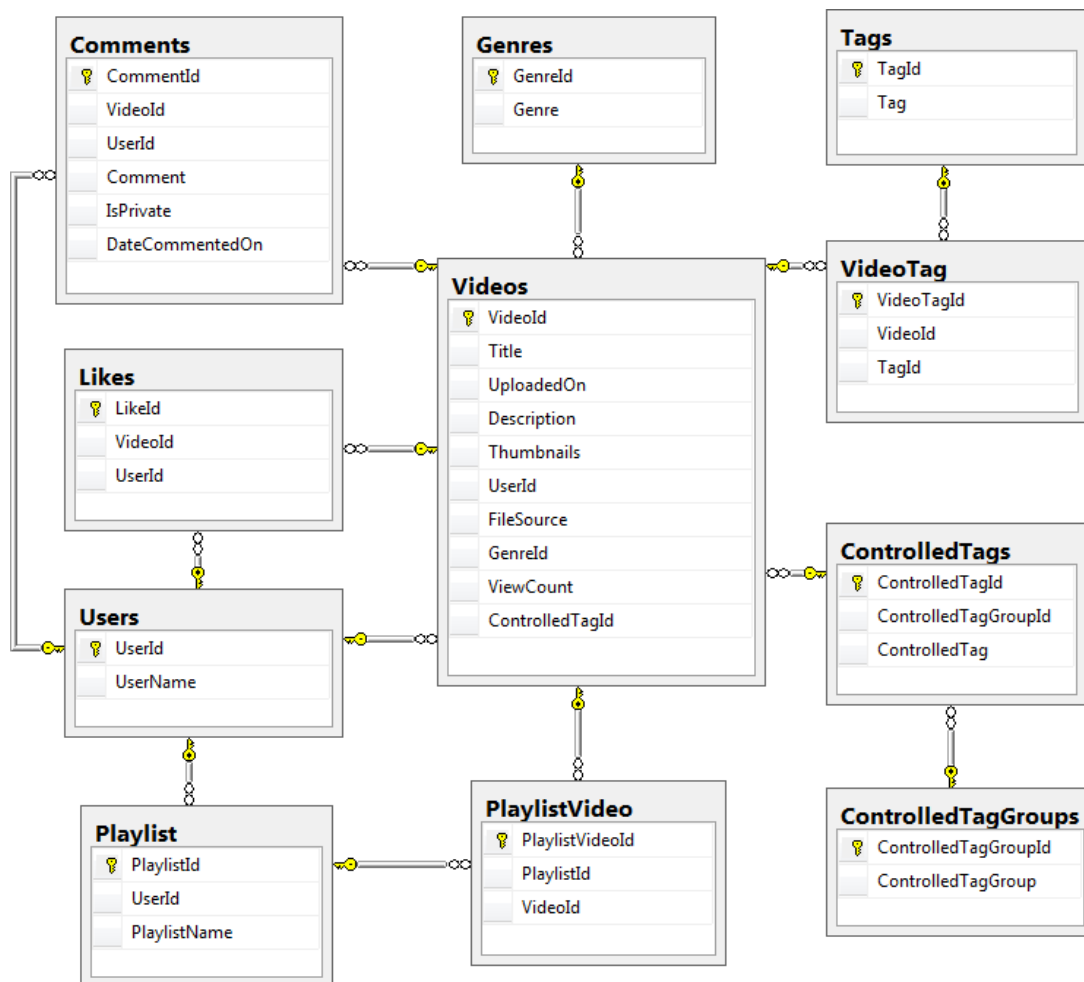 Comments
CommentId
VideoId
UserId
Comment
IsPrivate
DateCommentedOn
Genres
GenreId
Genre
Tags
TagId
Tag
Videos
VideoId
Title
UploadedOn
Description
Thumbnails
UserId
FileSource
GenreId
ViewCount
ControlledTagId
VideoTag
VideoTagId
VideoId
TagId
Likes
LikeId
VideoId
UserId
Users
UserId
UserName
ControlledTags
ControlledTagId
ControlledTagGroupId
ControlledTag
Playlist
PlaylistId
UserId
PlaylistName
PlaylistVideo
PlaylistVideoId
PlaylistId
VideoId
ControlledTagGroups
ControlledTagGroupId
ControlledTagGroup